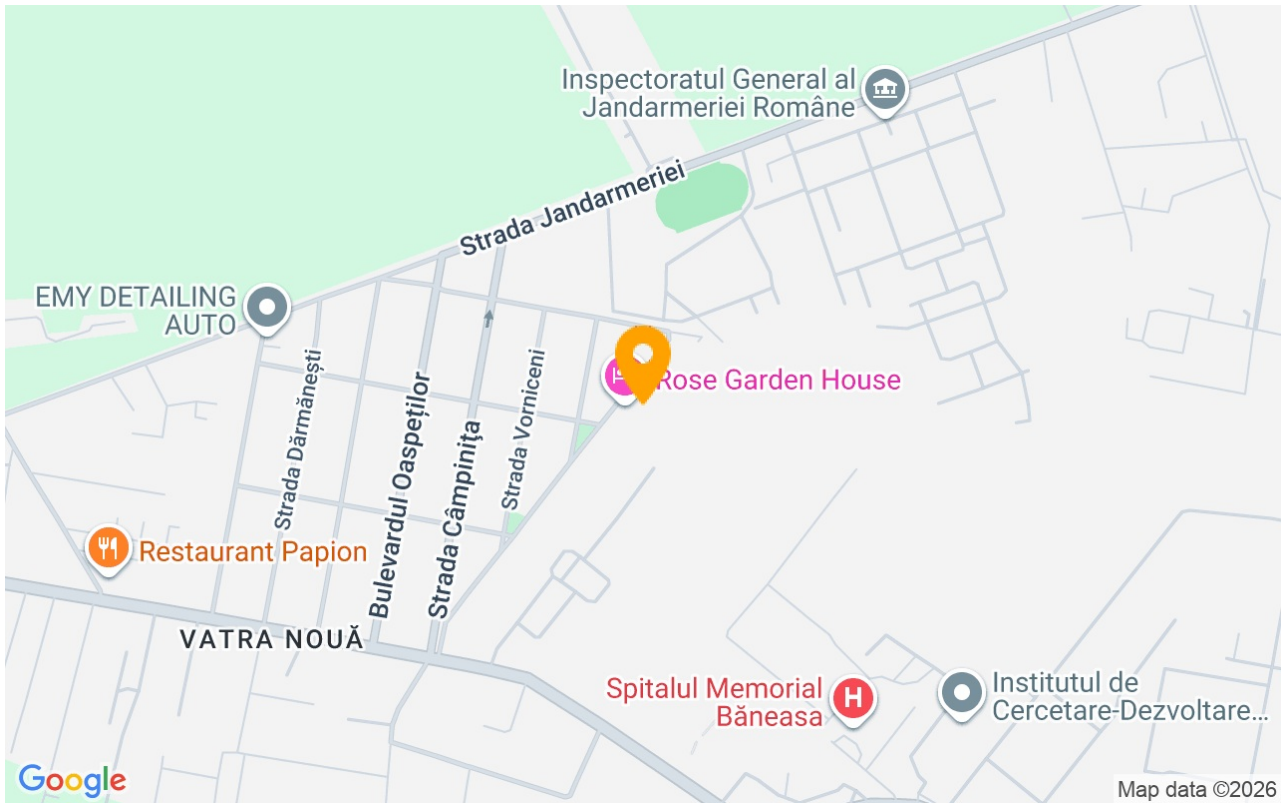 Inspectoratul General al
Jandarmeriei Române
Strada Jandarmeriei
EMY DETAILING
AUTO
Strada Dărmănești
Bulevardul Oaspeților
Strada Câmpinița
Strada Vorniceni
Rose Garden House
Restaurant Papion
VATRA NOUĂ
Spitalul Memorial
Băneasa
H
Institutul de
Cercetare-Dezvoltare...
Google
Map data ©2026